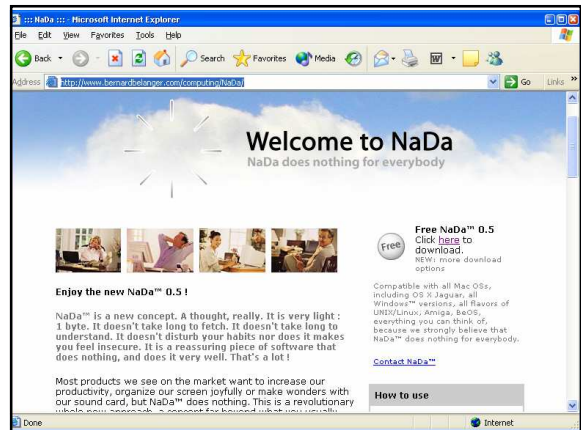 ::: NaDa ::: - Microsoft Internet Explorer
File Edit View Favorites Tools Help
Back Search Favorites Media
Address http://www.bernardbelanger.com/computing/NaDa/ Go Links »
Welcome to NaDa
NaDa does nothing for everybody
Free
Free NaDa™ 0.5
Click here to
download.
NEW: more download
options
Enjoy the new NaDa™ 0.5 !
NaDa™ is a new concept. A thought, really. It is very light :
1 byte. It doesn't take long to fetch. It doesn't take long to
understand. It doesn't disturb your habits nor does it makes
you feel insecure. It is a reassuring piece of software that
does nothing, and does it very well. That's a lot !
Most products we see on the market want to increase our
productivity, organize our screen joyfully or make wonders with
our sound card, but NaDa™ does nothing. This is a revolutionary
whole new approach, a concept far beyond what you usually
Compatible with all Mac OSs,
including OS X Jaguar, all
Windows™ versions, all flavors of
UNIX/Linux, Amiga, BeOS,
everything you can think of,
because we strongly believe that
NaDa™ does nothing for everybody.
Contact NaDa™
How to use
Done
Internet